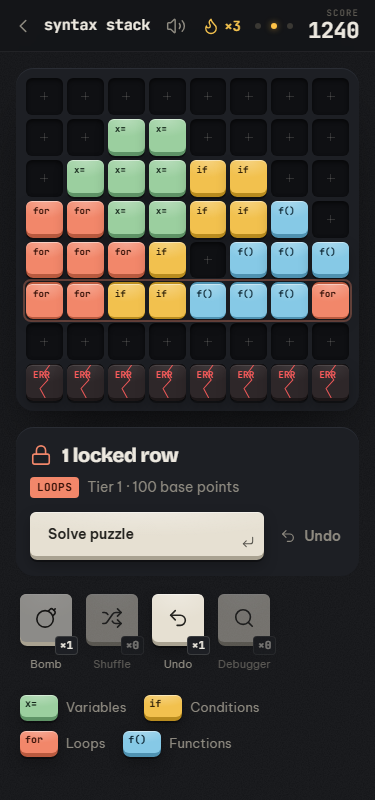 SCORE
syntax stack ×3 1240
x= x=
x= x= x= if if
for for x= x= if if f()
for for for if f() f() f()
for for if if f() f() f() for
ERR ERR ERR ERR ERR ERR ERR ERR
1 locked row
LOOPS Tier 1 · 100 base points
Solve puzzle Undo
×1 ×0 ×1 ×0
Bomb Shuffle Undo Debugger
x= Variables if Conditions
for Loops f() Functions